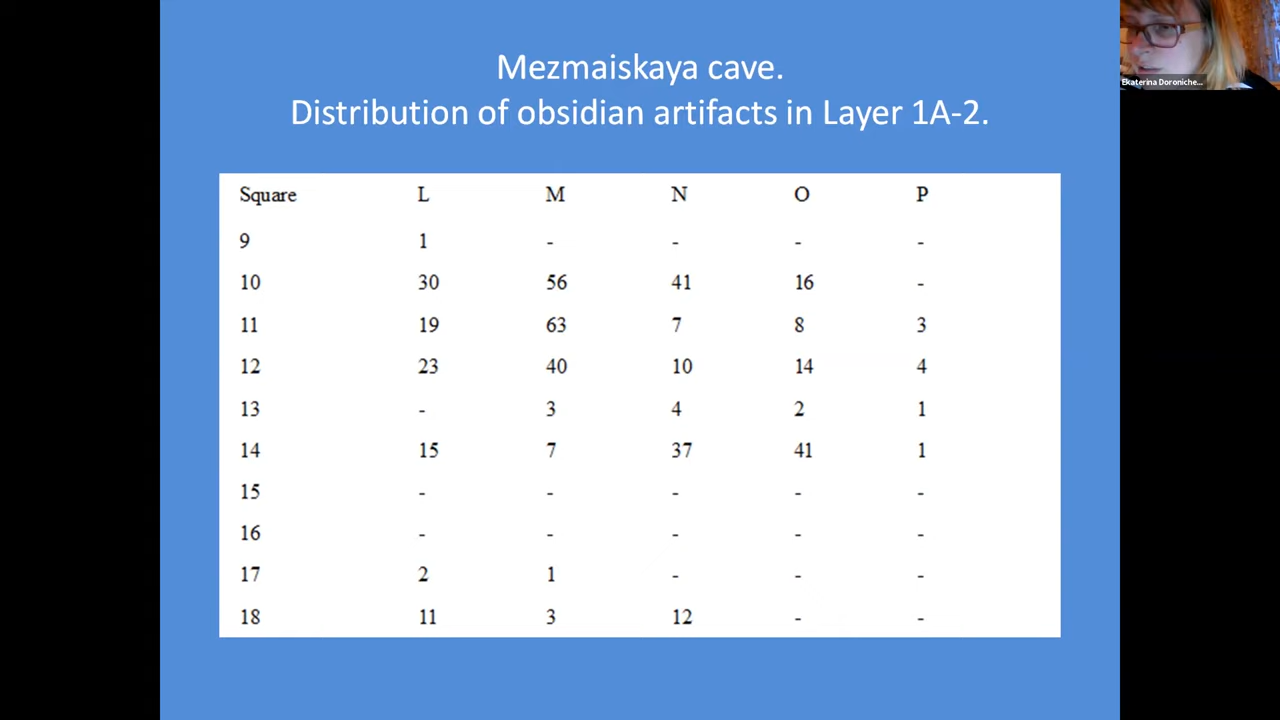 Mezmaiskaya cave.
Distribution of obsidian artifacts in Layer 1A-2.
Square L M N O P
9 1 - - - -
10 30 56 41 16 -
11 19 63 7 8 3
12 23 40 10 14 4
13 - 3 4 2 1
14 15 7 37 41 1
15 - - - - -
16 - - - - -
17 2 1 - - -
18 11 3 12 - -
Ekaterina Doroniche...